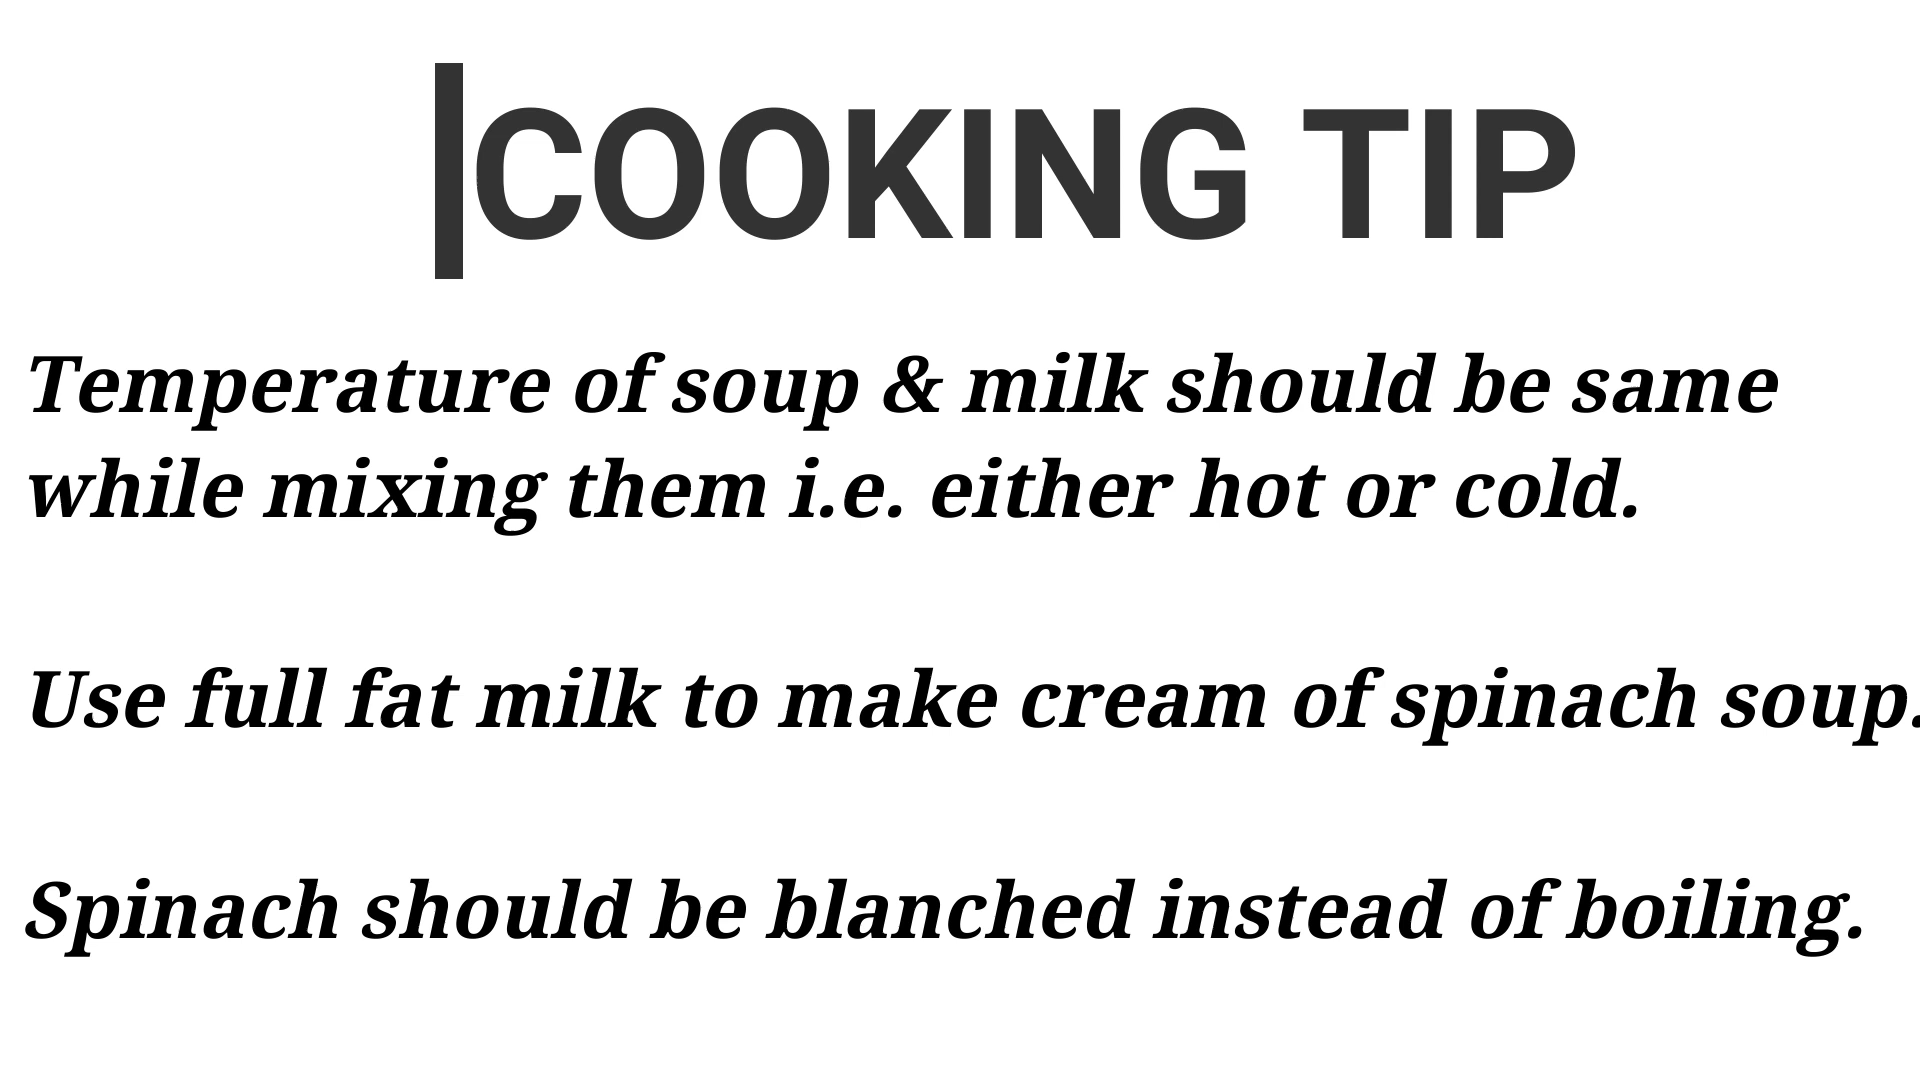 COOKING TIP
Temperature of soup & milk should be same
while mixing them i.e. either hot or cold.
Use full fat milk to make cream of spinach soup.
Spinach should be blanched instead of boiling.